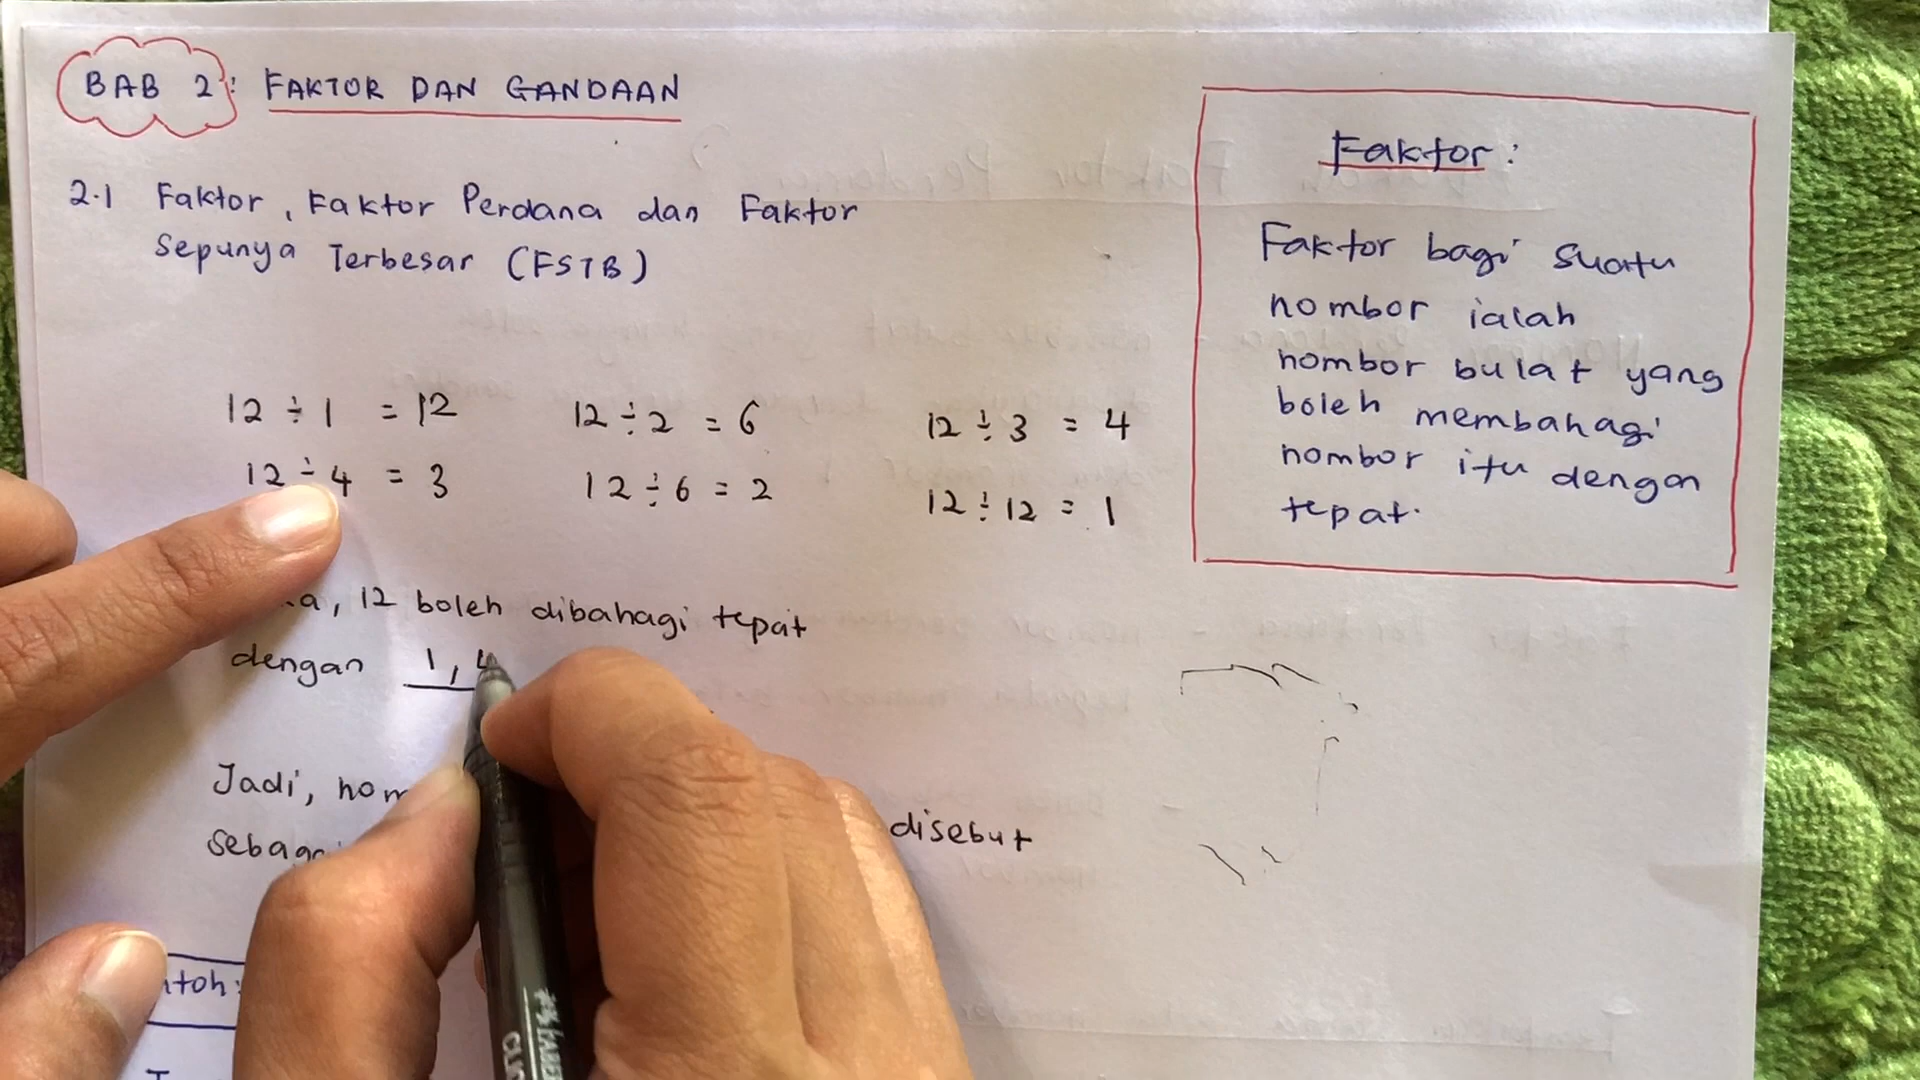 BAB 2: FAKTOR DAN GANDAAN
2.1 Faktor, Faktor Perdana dan Faktor
Sepunya Terbesar (FSTB)
12 ÷ 1 = 12 12 ÷ 2 = 6 12 ÷ 3 = 4
12 ÷ 4 = 3 12 ÷ 6 = 2 12 ÷ 12 = 1
, 12 boleh dibahagi tepat
dengan 1, 4
Jadi,
disebut
Faktor:
Faktor bagi suatu
nombor ialah
nombor bulat yang
boleh membahagi
nombor itu dengan
tepat.